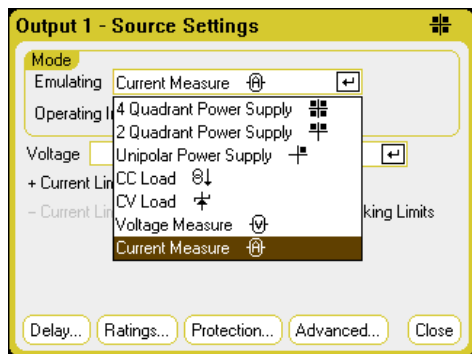 Output 1 - Source Settings
Mode
Emulating Current Measure
Operating
4 Quadrant Power Supply
2 Quadrant Power Supply
Unipolar Power Supply
CC Load
CV Load
Voltage Measure
Current Measure
Voltage
+ Current Lim
- Current Lim king Limits
Delay... Ratings... Protection... Advanced... Close